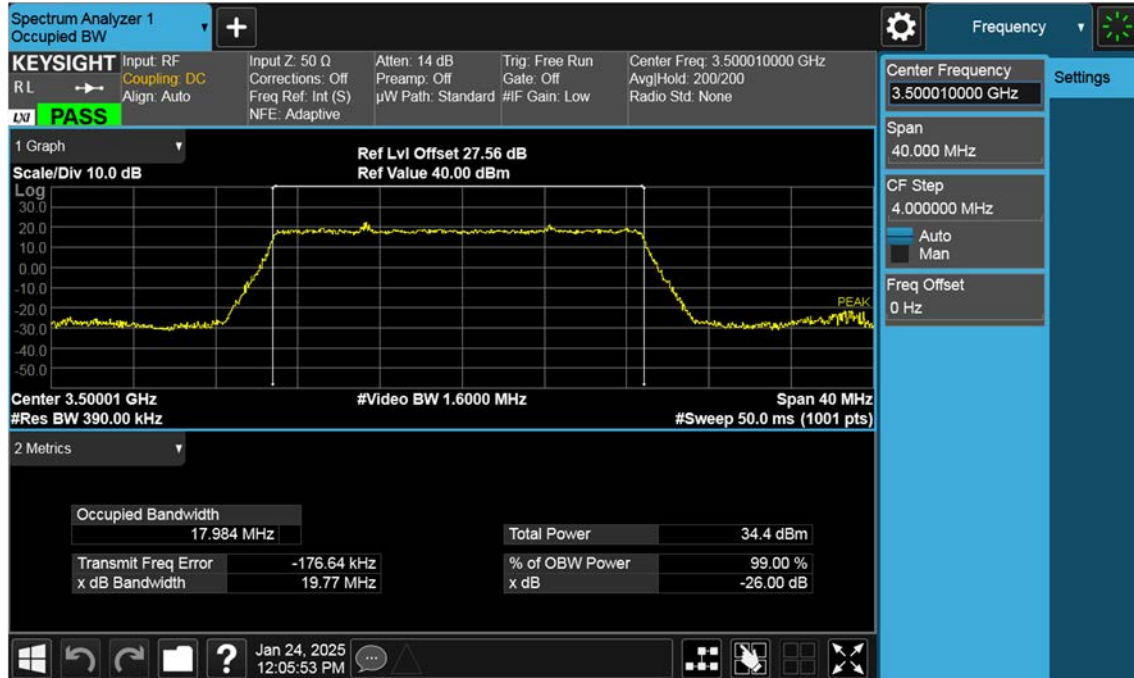 Spectrum Analyzer 1
Occupied BW
+
Frequency
KEYSIGHT
RL
LXI PASS
Input: RF
Coupling: DC
Align: Auto
Input Z: 50 Ω
Corrections: Off
Freq Ref: Int (S)
NFE: Adaptive
Atten: 14 dB
Preamp: Off
µW Path: Standard
Trig: Free Run
Gate: Off
#IF Gain: Low
Center Freq: 3.500010000 GHz
Avg|Hold: 200/200
Radio Std: None
Center Frequency
3.500010000 GHz
Settings
Span
40.000 MHz
CF Step
4.000000 MHz
Auto
Man
Freq Offset
0 Hz
1 Graph
Scale/Div 10.0 dB
Ref Lvl Offset 27.56 dB
Ref Value 40.00 dBm
Log
30.0
20.0
10.0
0.00
-10.0
-20.0
-30.0
-40.0
-50.0
PEAK
Center 3.50001 GHz
#Res BW 390.00 kHz
#Video BW 1.6000 MHz
Span 40 MHz
#Sweep 50.0 ms (1001 pts)
2 Metrics
Occupied Bandwidth
17.984 MHz
Total Power 34.4 dBm
Transmit Freq Error -176.64 kHz
% of OBW Power 99.00 %
x dB Bandwidth 19.77 MHz
x dB -26.00 dB
?
Jan 24, 2025
12:05:53 PM